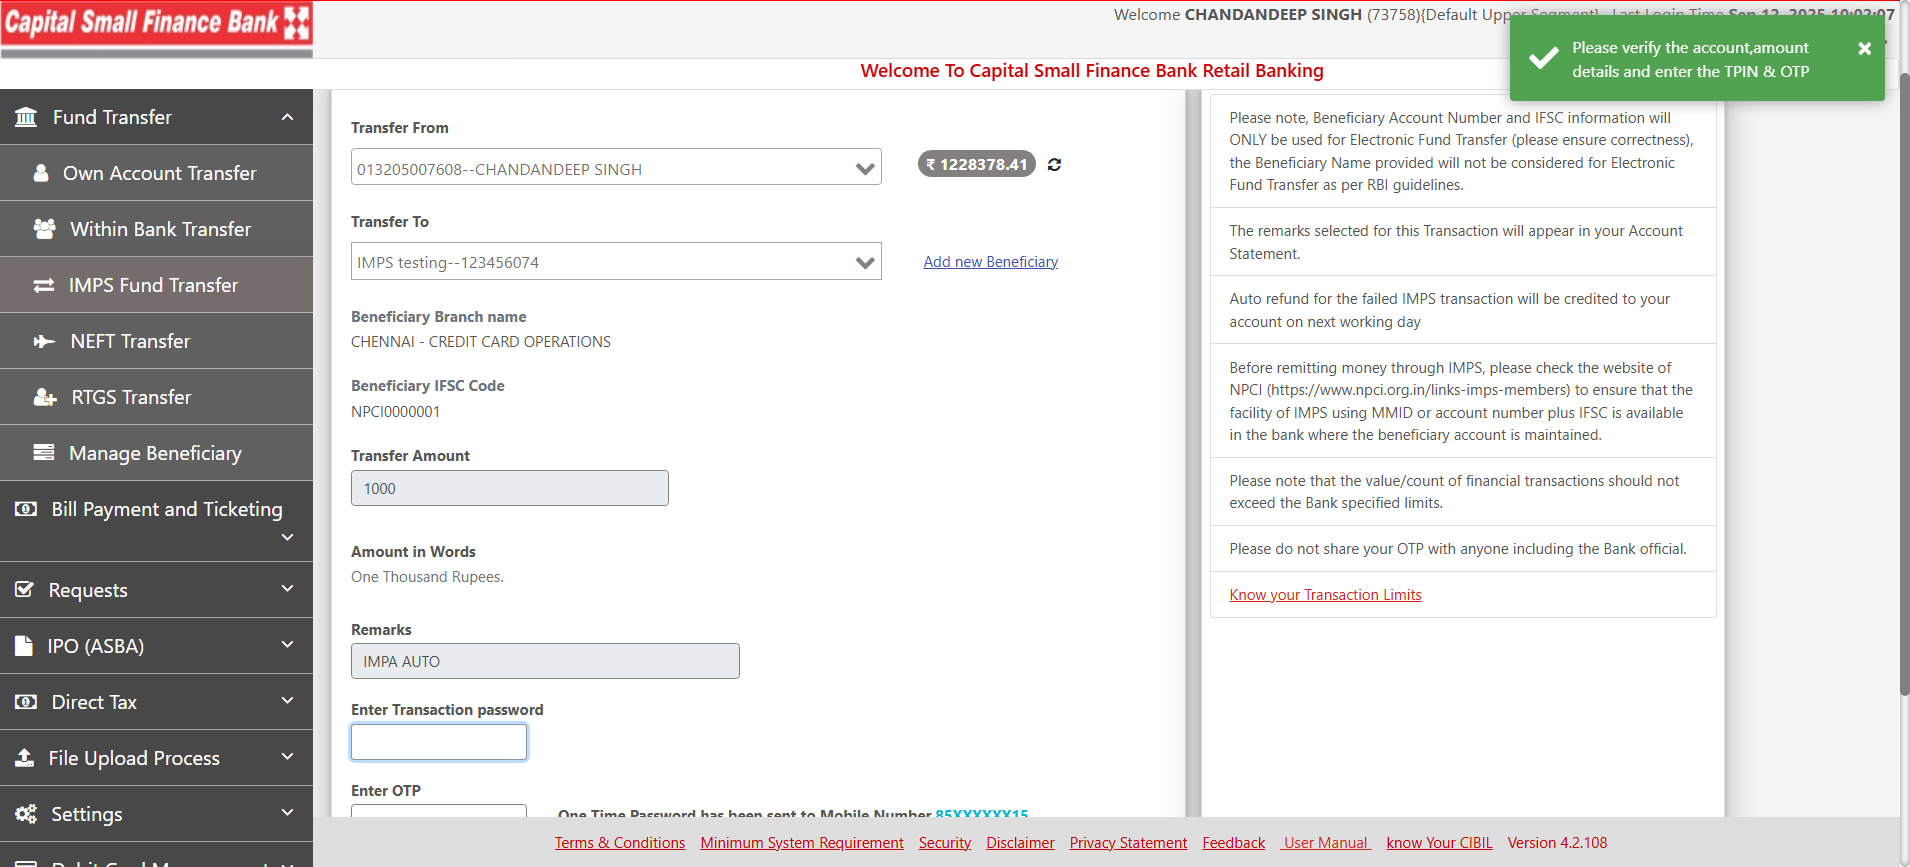 Capital Small Finance Bank
Welcome CHANDANDEEP SINGH (73758){Default Upper Segment} Last Login Time Sep 12, 2025 10:02:07
Please verify the account,amount
details and enter the TPIN & OTP
Welcome To Capital Small Finance Bank Retail Banking
Fund Transfer
Own Account Transfer
Within Bank Transfer
IMPS Fund Transfer
NEFT Transfer
RTGS Transfer
Manage Beneficiary
Bill Payment and Ticketing
Requests
IPO (ASBA)
Direct Tax
File Upload Process
Settings
Transfer From
013205007608--CHANDANDEEP SINGH
₹ 1228378.41
Transfer To
IMPS testing--123456074
Add new Beneficiary
Beneficiary Branch name
CHENNAI - CREDIT CARD OPERATIONS
Beneficiary IFSC Code
NPCI0000001
Transfer Amount
1000
Amount in Words
One Thousand Rupees.
Remarks
IMPA AUTO
Enter Transaction password
Enter OTP
One Time Password has been sent to Mobile Number 85XXXXXX15
Please note, Beneficiary Account Number and IFSC information will
ONLY be used for Electronic Fund Transfer (please ensure correctness),
the Beneficiary Name provided will not be considered for Electronic
Fund Transfer as per RBI guidelines.
The remarks selected for this Transaction will appear in your Account
Statement.
Auto refund for the failed IMPS transaction will be credited to your
account on next working day
Before remitting money through IMPS, please check the website of
NPCI (https://www.npci.org.in/links-imps-members) to ensure that the
facility of IMPS using MMID or account number plus IFSC is available
in the bank where the beneficiary account is maintained.
Please note that the value/count of financial transactions should not
exceed the Bank specified limits.
Please do not share your OTP with anyone including the Bank official.
Know your Transaction Limits
Terms & Conditions Minimum System Requirement Security Disclaimer Privacy Statement Feedback User Manual know Your CIBIL Version 4.2.108